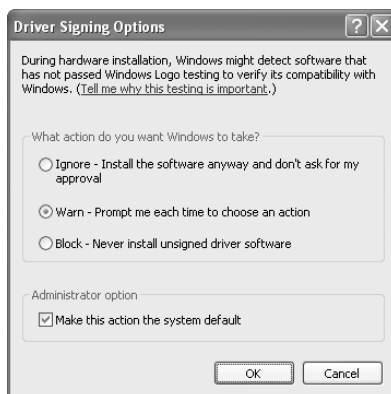 Driver Signing Options
During hardware installation, Windows might detect software that
has not passed Windows Logo testing to verify its compatibility with
Windows. (Tell me why this testing is important.)
What action do you want Windows to take?
Ignore - Install the software anyway and don't ask for my
approval
Warn - Prompt me each time to choose an action
Block - Never install unsigned driver software
Administrator option
Make this action the system default
OK Cancel